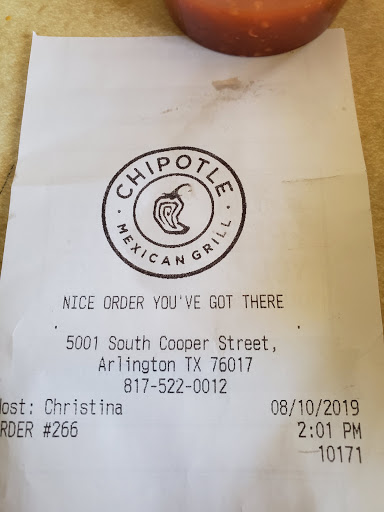 CHIPOTLE
MEXICAN GRILL
NICE ORDER YOU'VE GOT THERE
5001 South Cooper Street,
Arlington TX 76017
817-522-0012
Host: Christina 08/10/2019
RDER #266 2:01 PM
10171